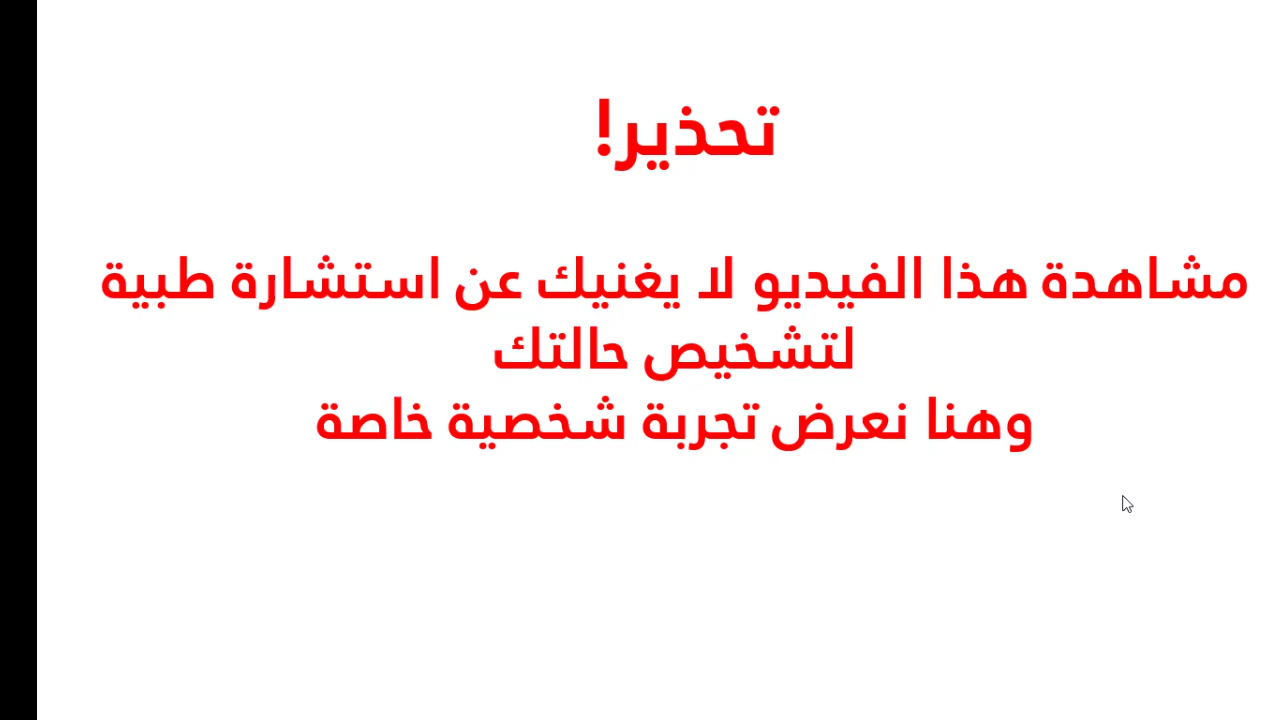 تحذير!
مشاهدة هذا الفيديو لا يغنيك عن استشارة طبية
لتشخيص حالتك
وهنا نعرض تجربة شخصية خاصة